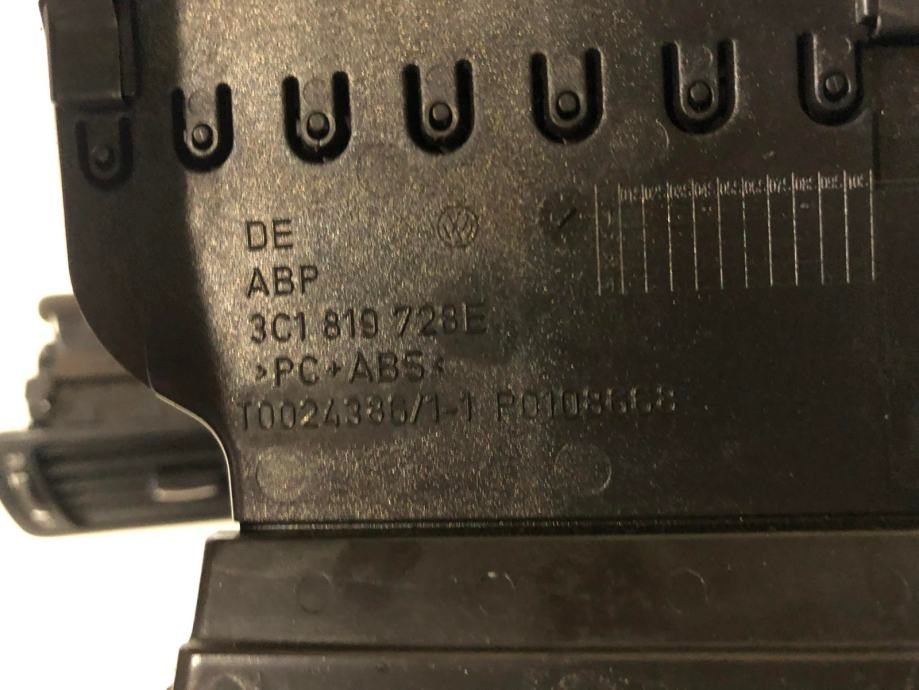 DE
ABP
3C1 819 728E
>PC+ABS<
T0024386/1-1 P0108668